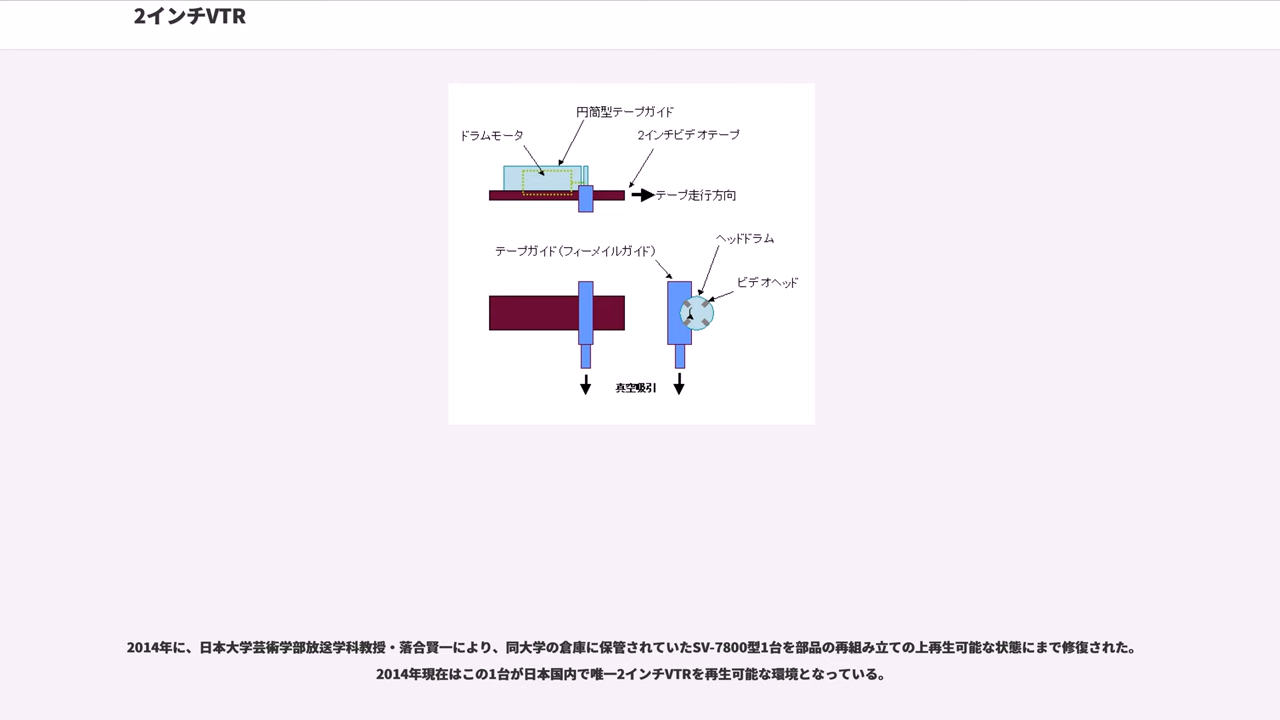 2インチVTR
円筒型テープガイド
ドラムモータ
2インチビデオテープ
テープ走行方向
ヘッドドラム
テープガイド(フィーメイルガイド)
ビデオヘッド
真空吸引
2014年に、日本大学芸術学部放送学科教授・落合賢一により、同大学の倉庫に保管されていたSV-7800型1台を部品の再組み立ての上再生可能な状態にまで修復された。
2014年現在はこの1台が日本国内で唯一2インチVTRを再生可能な環境となっている。